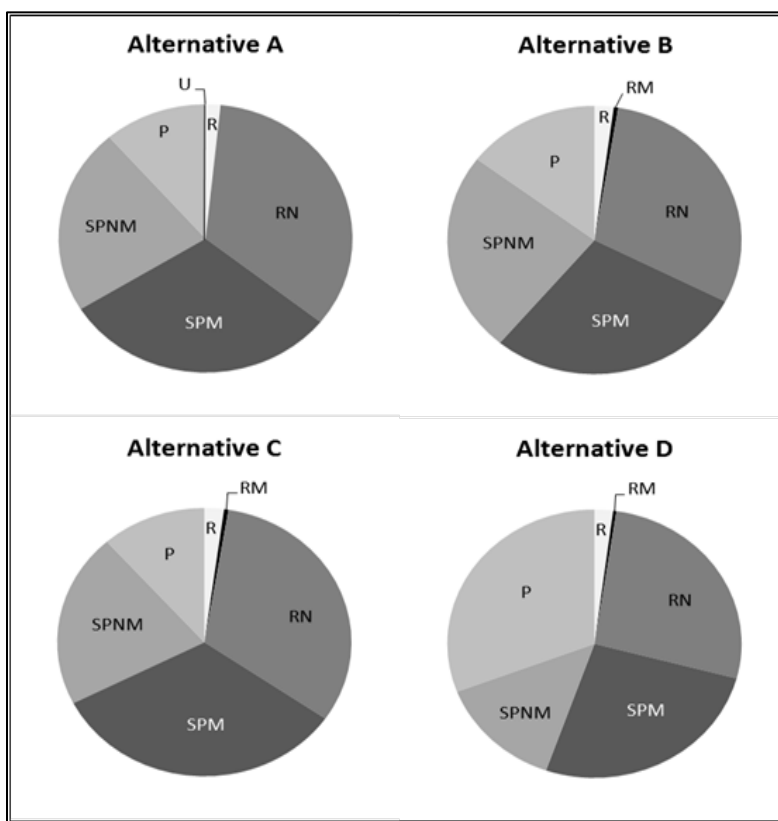 Alternative A
U
R
P
RN
SPNM
SPM
Alternative B
RM
R
P
RN
SPNM
SPM
Alternative C
RM
R
P
RN
SPNM
SPM
Alternative D
RM
R
P
RN
SPNM
SPM